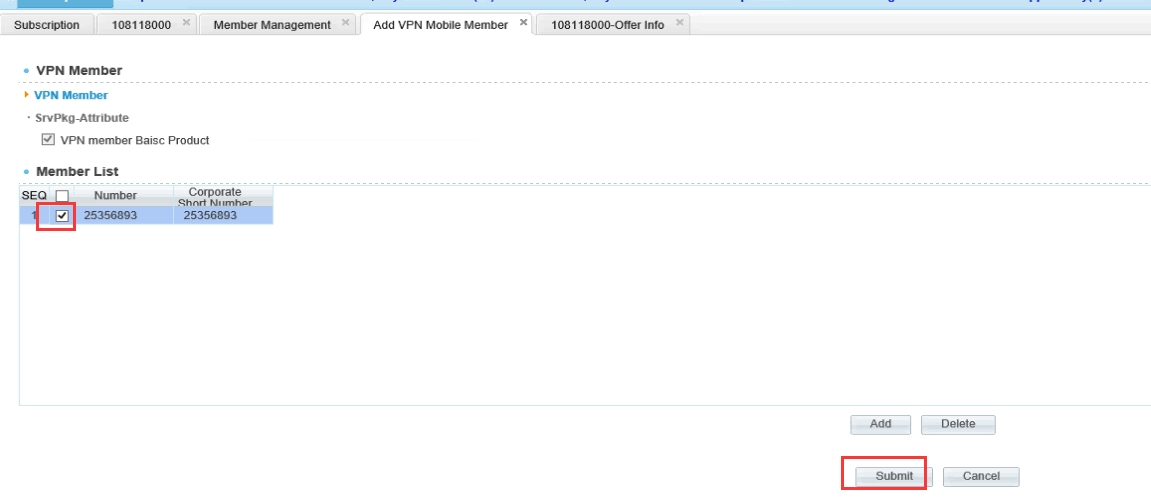 Subscription 108118000 Member Management Add VPN Mobile Member 108118000-Offer Info
VPN Member
VPN Member
SrvPkg-Attribute
VPN member Baisc Product
Member List
SEQ Number Corporate Short Number
1 25356893 25356893
Add Delete
Submit Cancel